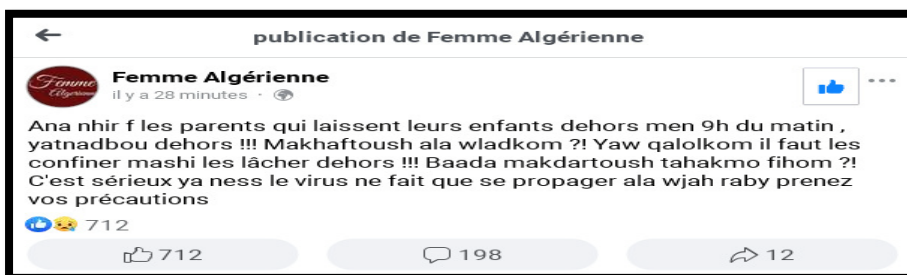 publication de Femme Algérienne
Femme Algérienne
Femme Algérienne
il y a 28 minutes ·
Ana nhir f les parents qui laissent leurs enfants dehors men 9h du matin ,
yatnadbou dehors !!! Makhaftoush ala wladkom ?! Yaw qalolkom il faut les
confiner mashi les lâcher dehors !!! Baada makdartoush tahakmo fihom ?!
C'est sérieux ya ness le virus ne fait que se propager ala wjah raby prenez
vos précautions
712
712 198 12